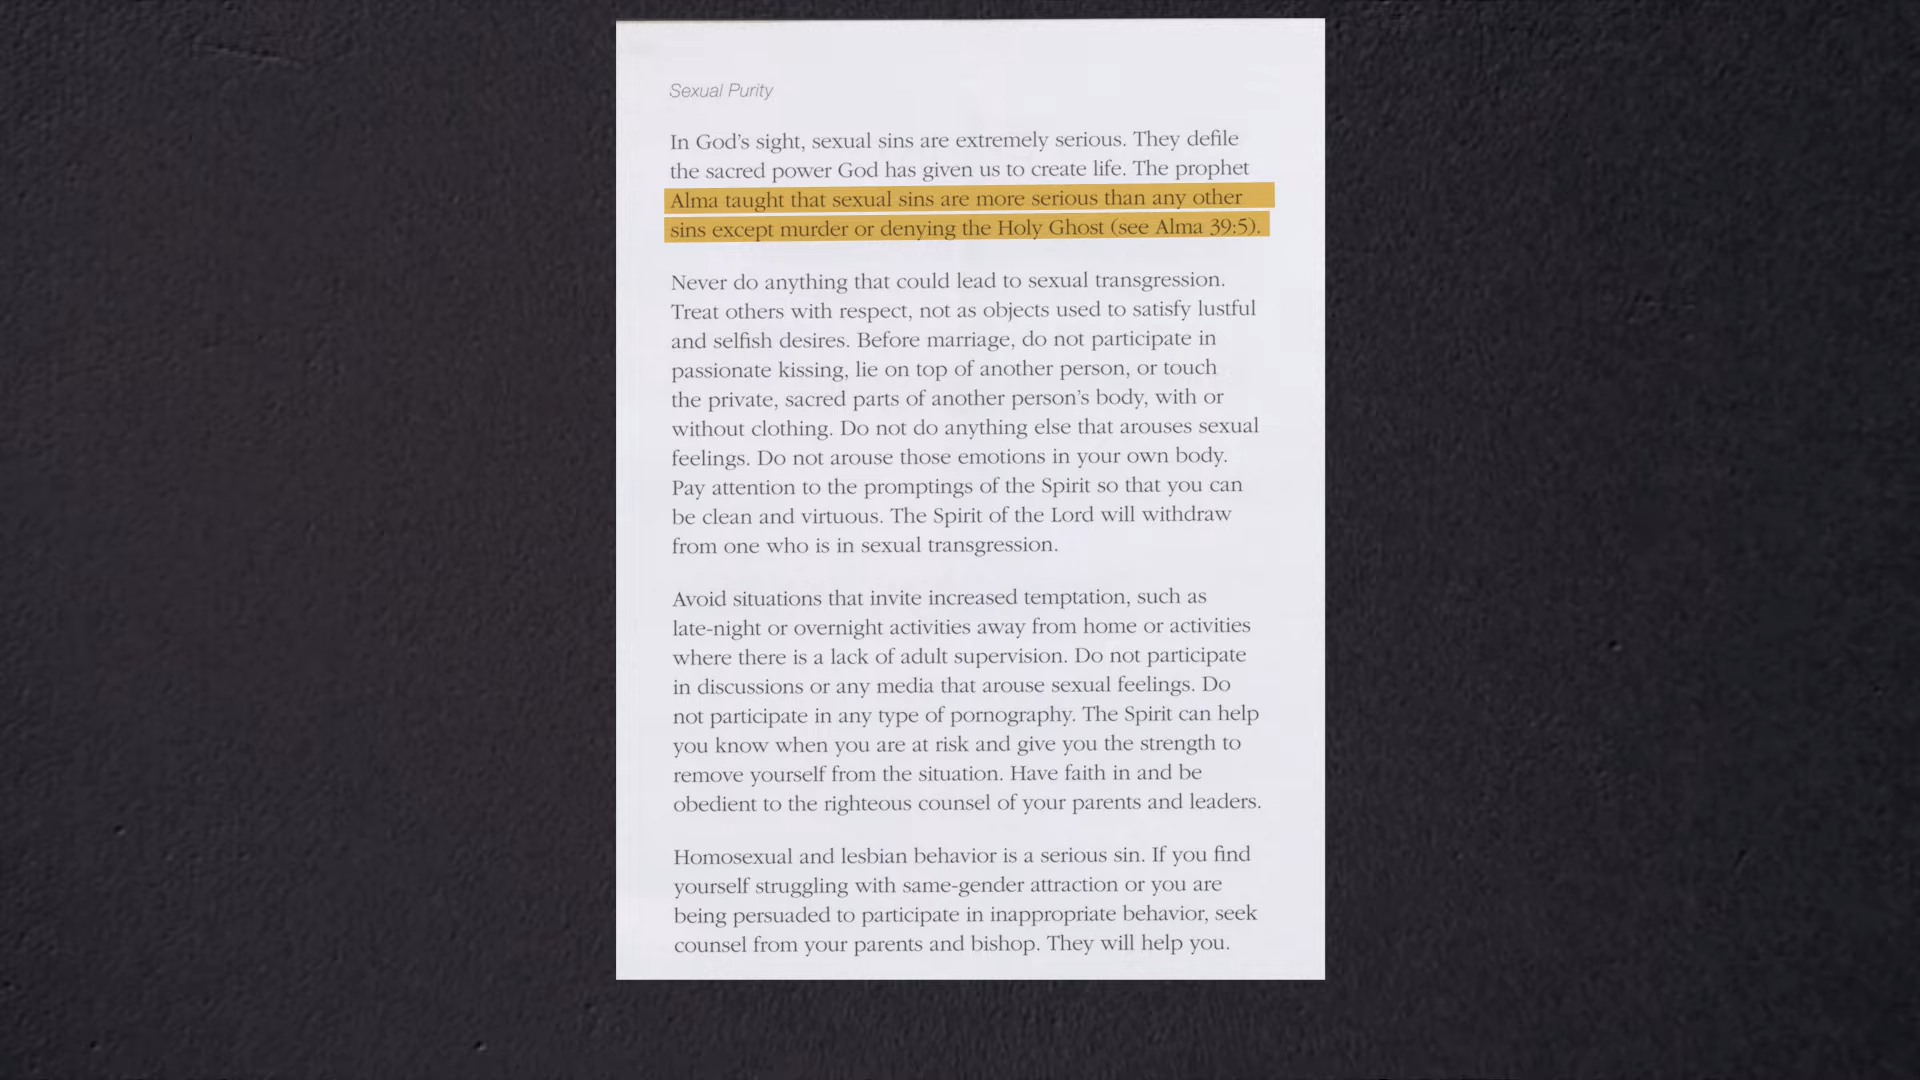 Sexual Purity
In God's sight, sexual sins are extremely serious. They defile
the sacred power God has given us to create life. The prophet
Alma taught that sexual sins are more serious than any other
sins except murder or denying the Holy Ghost (see Alma 39:5).
Never do anything that could lead to sexual transgression.
Treat others with respect, not as objects used to satisfy lustful
and selfish desires. Before marriage, do not participate in
passionate kissing, lie on top of another person, or touch
the private, sacred parts of another person's body, with or
without clothing. Do not do anything else that arouses sexual
feelings. Do not arouse those emotions in your own body.
Pay attention to the promptings of the Spirit so that you can
be clean and virtuous. The Spirit of the Lord will withdraw
from one who is in sexual transgression.
Avoid situations that invite increased temptation, such as
late-night or overnight activities away from home or activities
where there is a lack of adult supervision. Do not participate
in discussions or any media that arouse sexual feelings. Do
not participate in any type of pornography. The Spirit can help
you know when you are at risk and give you the strength to
remove yourself from the situation. Have faith in and be
obedient to the righteous counsel of your parents and leaders.
Homosexual and lesbian behavior is a serious sin. If you find
yourself struggling with same-gender attraction or you are
being persuaded to participate in inappropriate behavior, seek
counsel from your parents and bishop. They will help you.